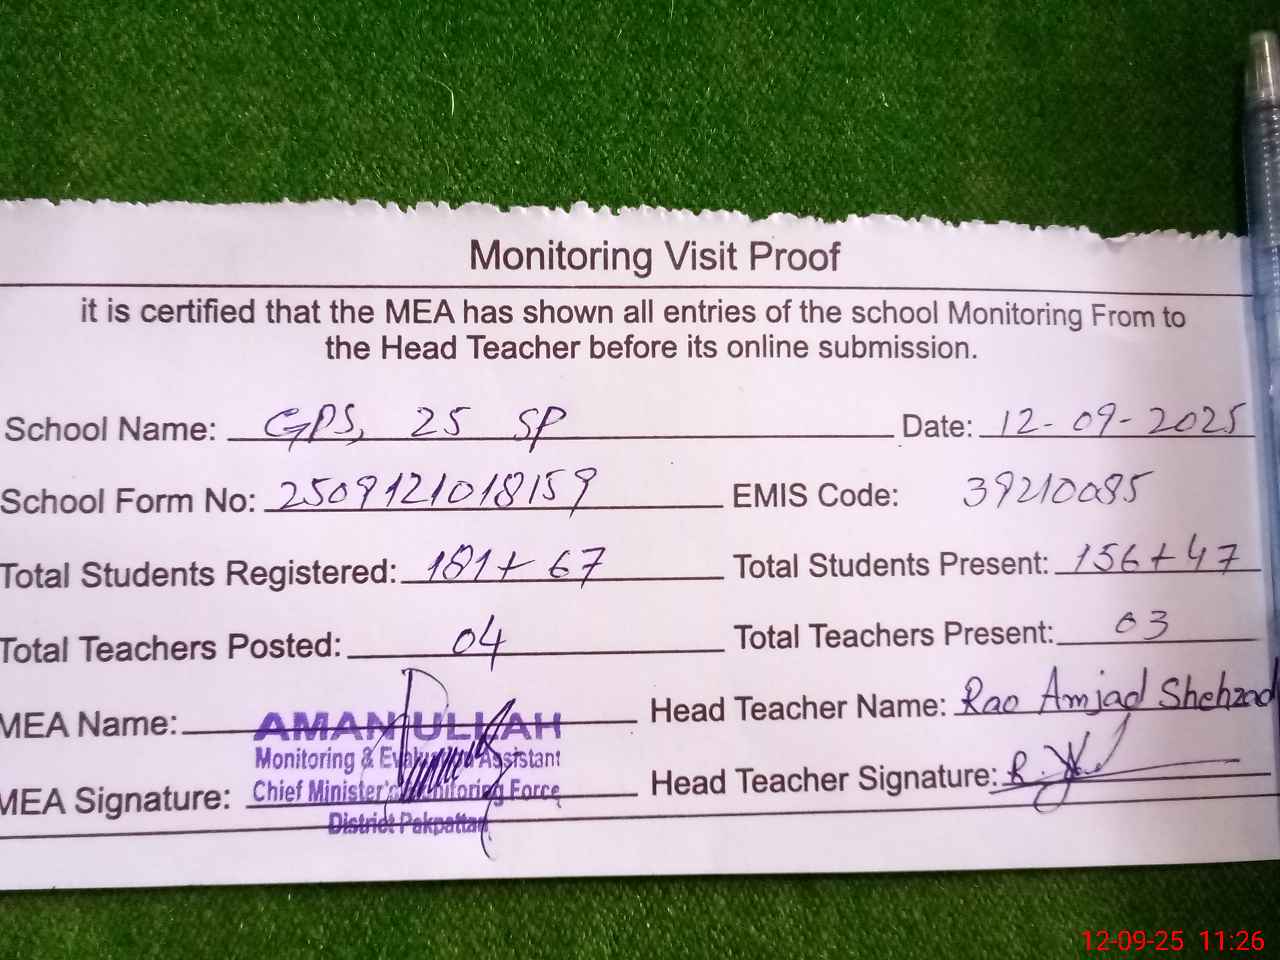 Monitoring Visit Proof
it is certified that the MEA has shown all entries of the school Monitoring From to
the Head Teacher before its online submission.
School Name: GPS, 25 SP Date: 12-09-2025
School Form No: 2509121018159 EMIS Code: 39210085
Total Students Registered: 181+67 Total Students Present: 156+47
Total Teachers Posted: 04 Total Teachers Present: 03
MEA Name: AMAN ULLAH Head Teacher Name: Rao Amjad Shehzad
Monitoring & Evaluation Assistant
MEA Signature: Chief Minister's Monitoring Force Head Teacher Signature:
District Pakpattan
12-09-25 11:26